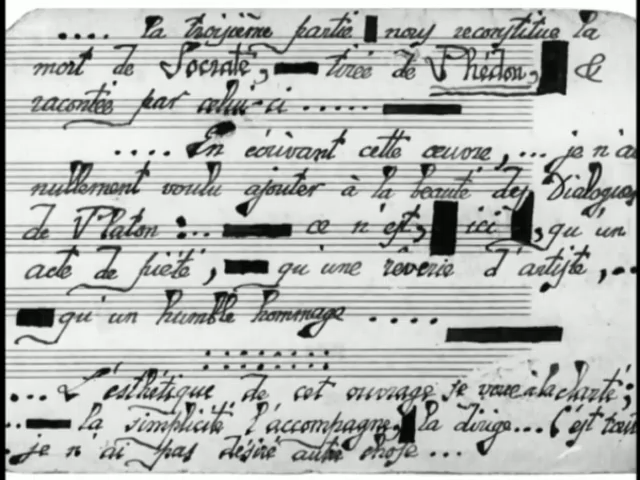 .... la troisième partie nous reconstitue la
mort de Socrate, tirée de Phédon, &
racontée par celui-ci .....
.... En écrivant cette œuvre, ... je n'ai
nullement voulu ajouter à la beauté des Dialogues
de Platon : .. ce n'est, ici, qu'un
acte de piété, qu'une rêverie d'artiste, ...
qu'un humble hommage ....
... L'esthétique de cet ouvrage je voue à la clarté;
.. la simplicité l'accompagne, la dirige ... C'est tout
je n'ai pas désiré autre chose ...